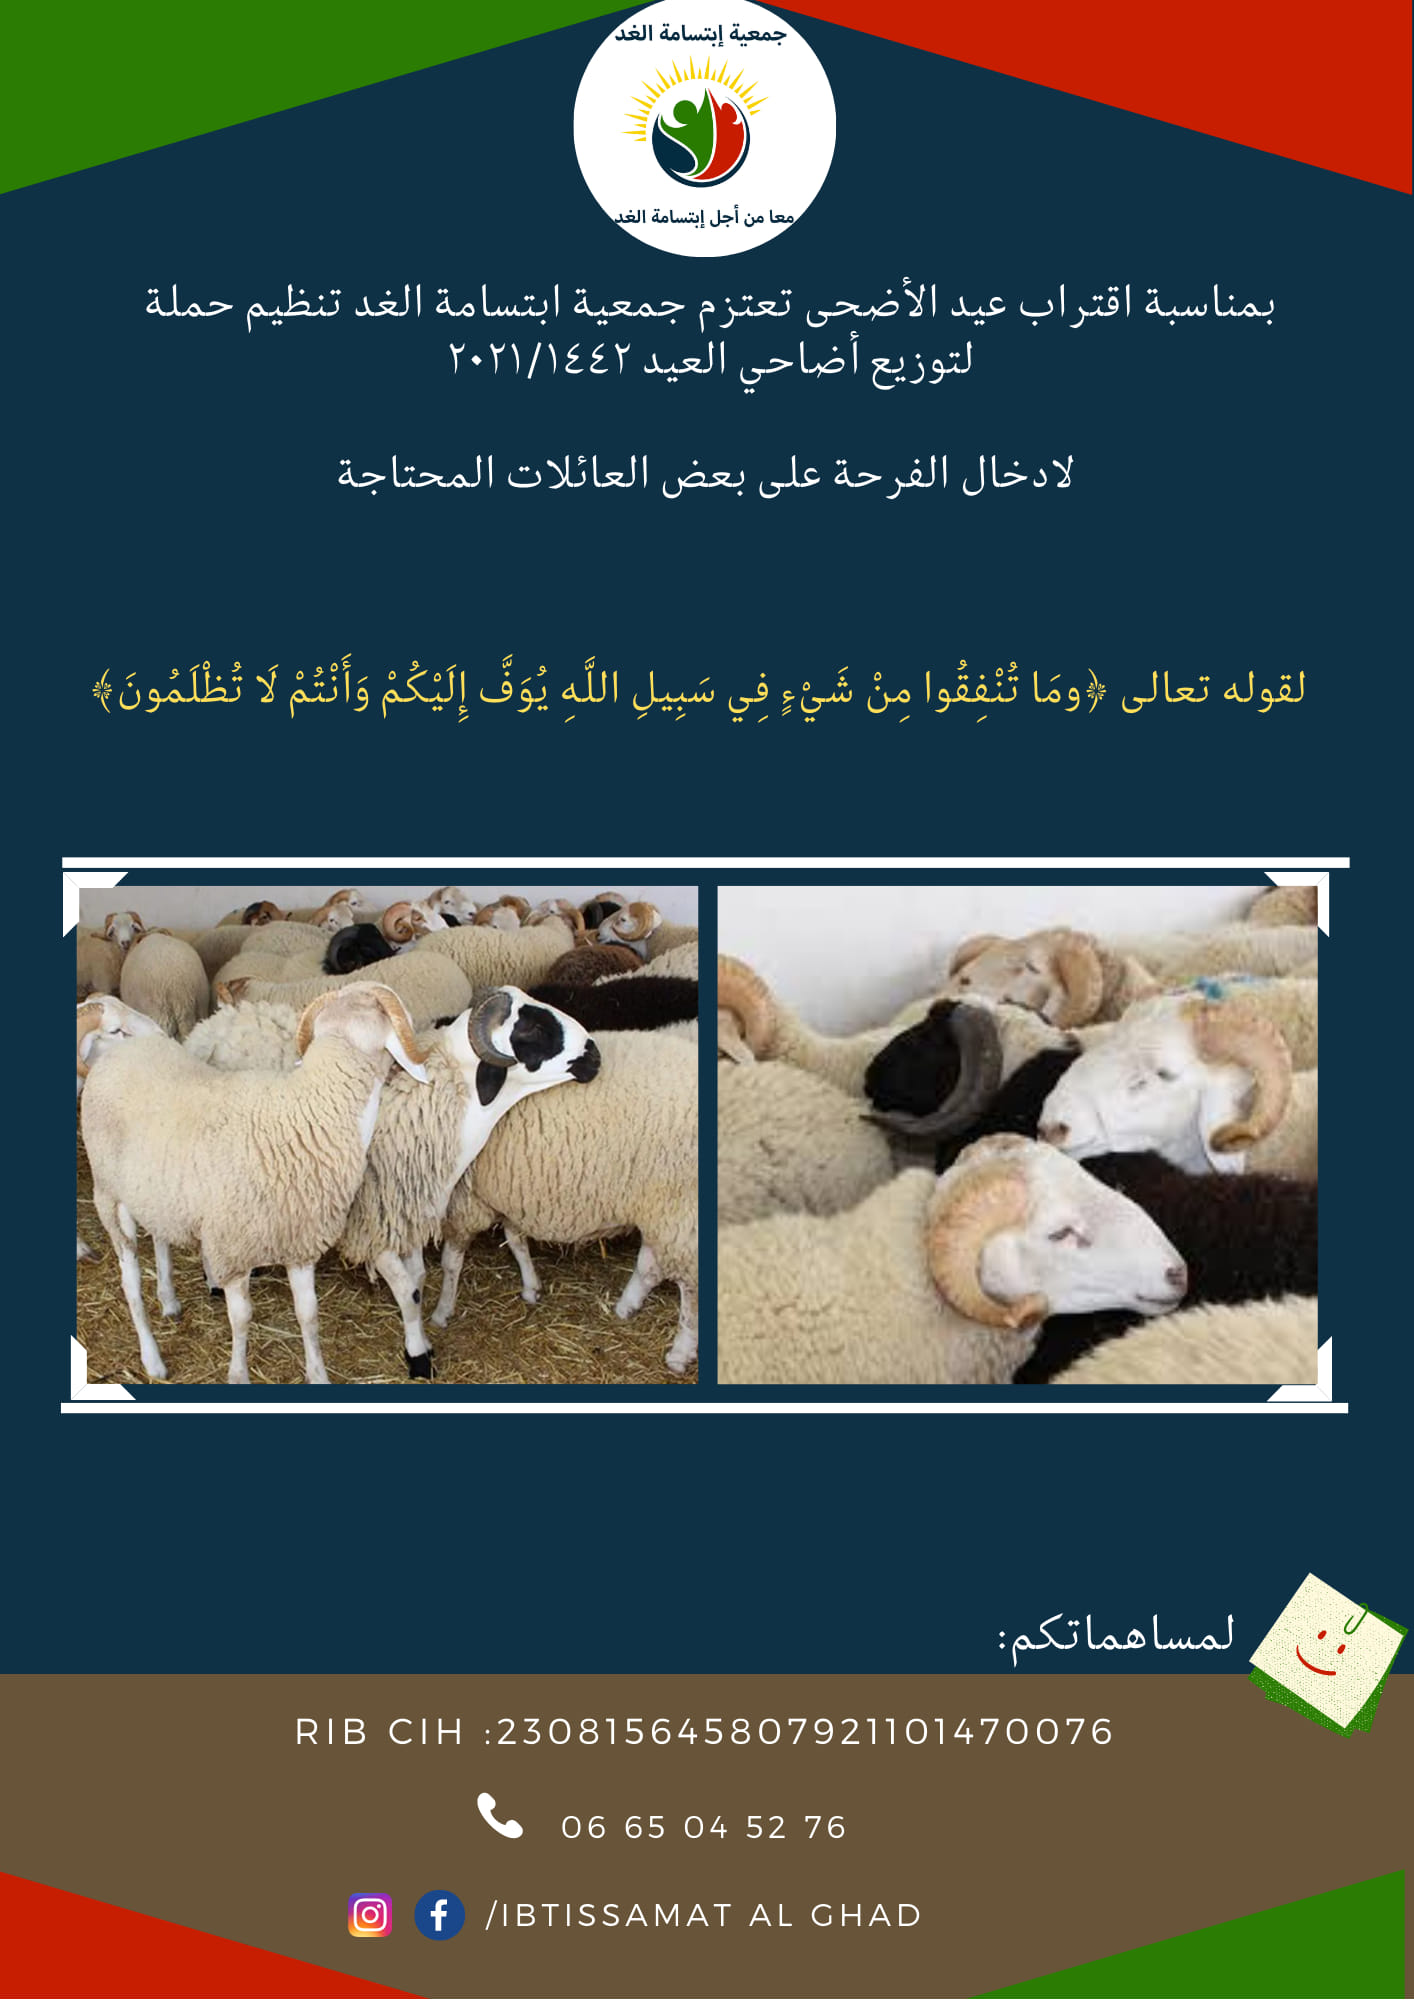 جمعية إبتسامة الغد
معا من أجل إبتسامة الغد
بمناسبة اقتراب عيد الأضحى تعتزم جمعية ابتسامة الغد تنظيم حملة
لتوزيع أضاحي العيد ٢٠٢١/١٤٤٢
لادخال الفرحة على بعض العائلات المحتاجة
لقوله تعالى ﴿ومَا تُنْفِقُوا مِنْ شَيْءٍ فِي سَبِيلِ اللَّهِ يُوَفَّ إِلَيْكُمْ وَأَنْتُمْ لَا تُظْلَمُونَ﴾
لمساهماتكم:
RIB CIH :230815645807921101470076
06 65 04 52 76
/IBTISSAMAT AL GHAD